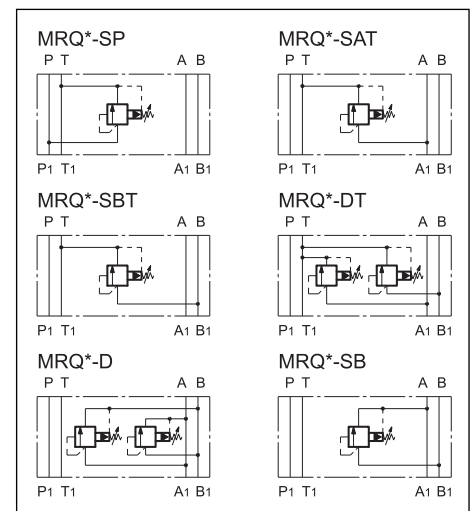 MRQ*-SP
P T A B
P1 T1 A1 B1
MRQ*-SAT
P T A B
P1 T1 A1 B1
MRQ*-SBT
P T A B
P1 T1 A1 B1
MRQ*-DT
P T A B
P1 T1 A1 B1
MRQ*-D
P T A B
P1 T1 A1 B1
MRQ*-SB
P T A B
P1 T1 A1 B1